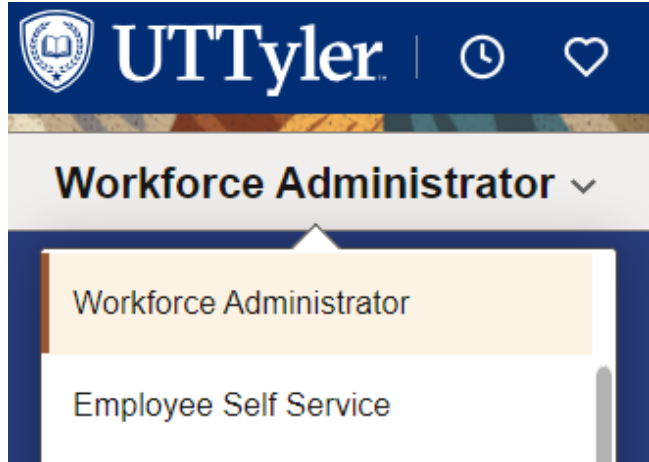 UTTyler
Workforce Administrator
Workforce Administrator
Employee Self Service